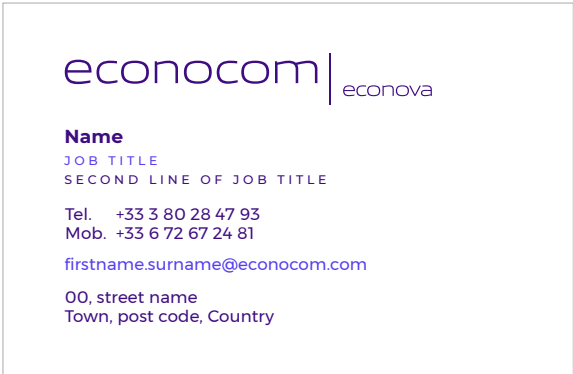 econocom
econova
Name
JOB TITLE
SECOND LINE OF JOB TITLE
Tel. +33 3 80 28 47 93
Mob. +33 6 72 67 24 81
firstname.surname@econocom.com
00, street name
Town, post code, Country